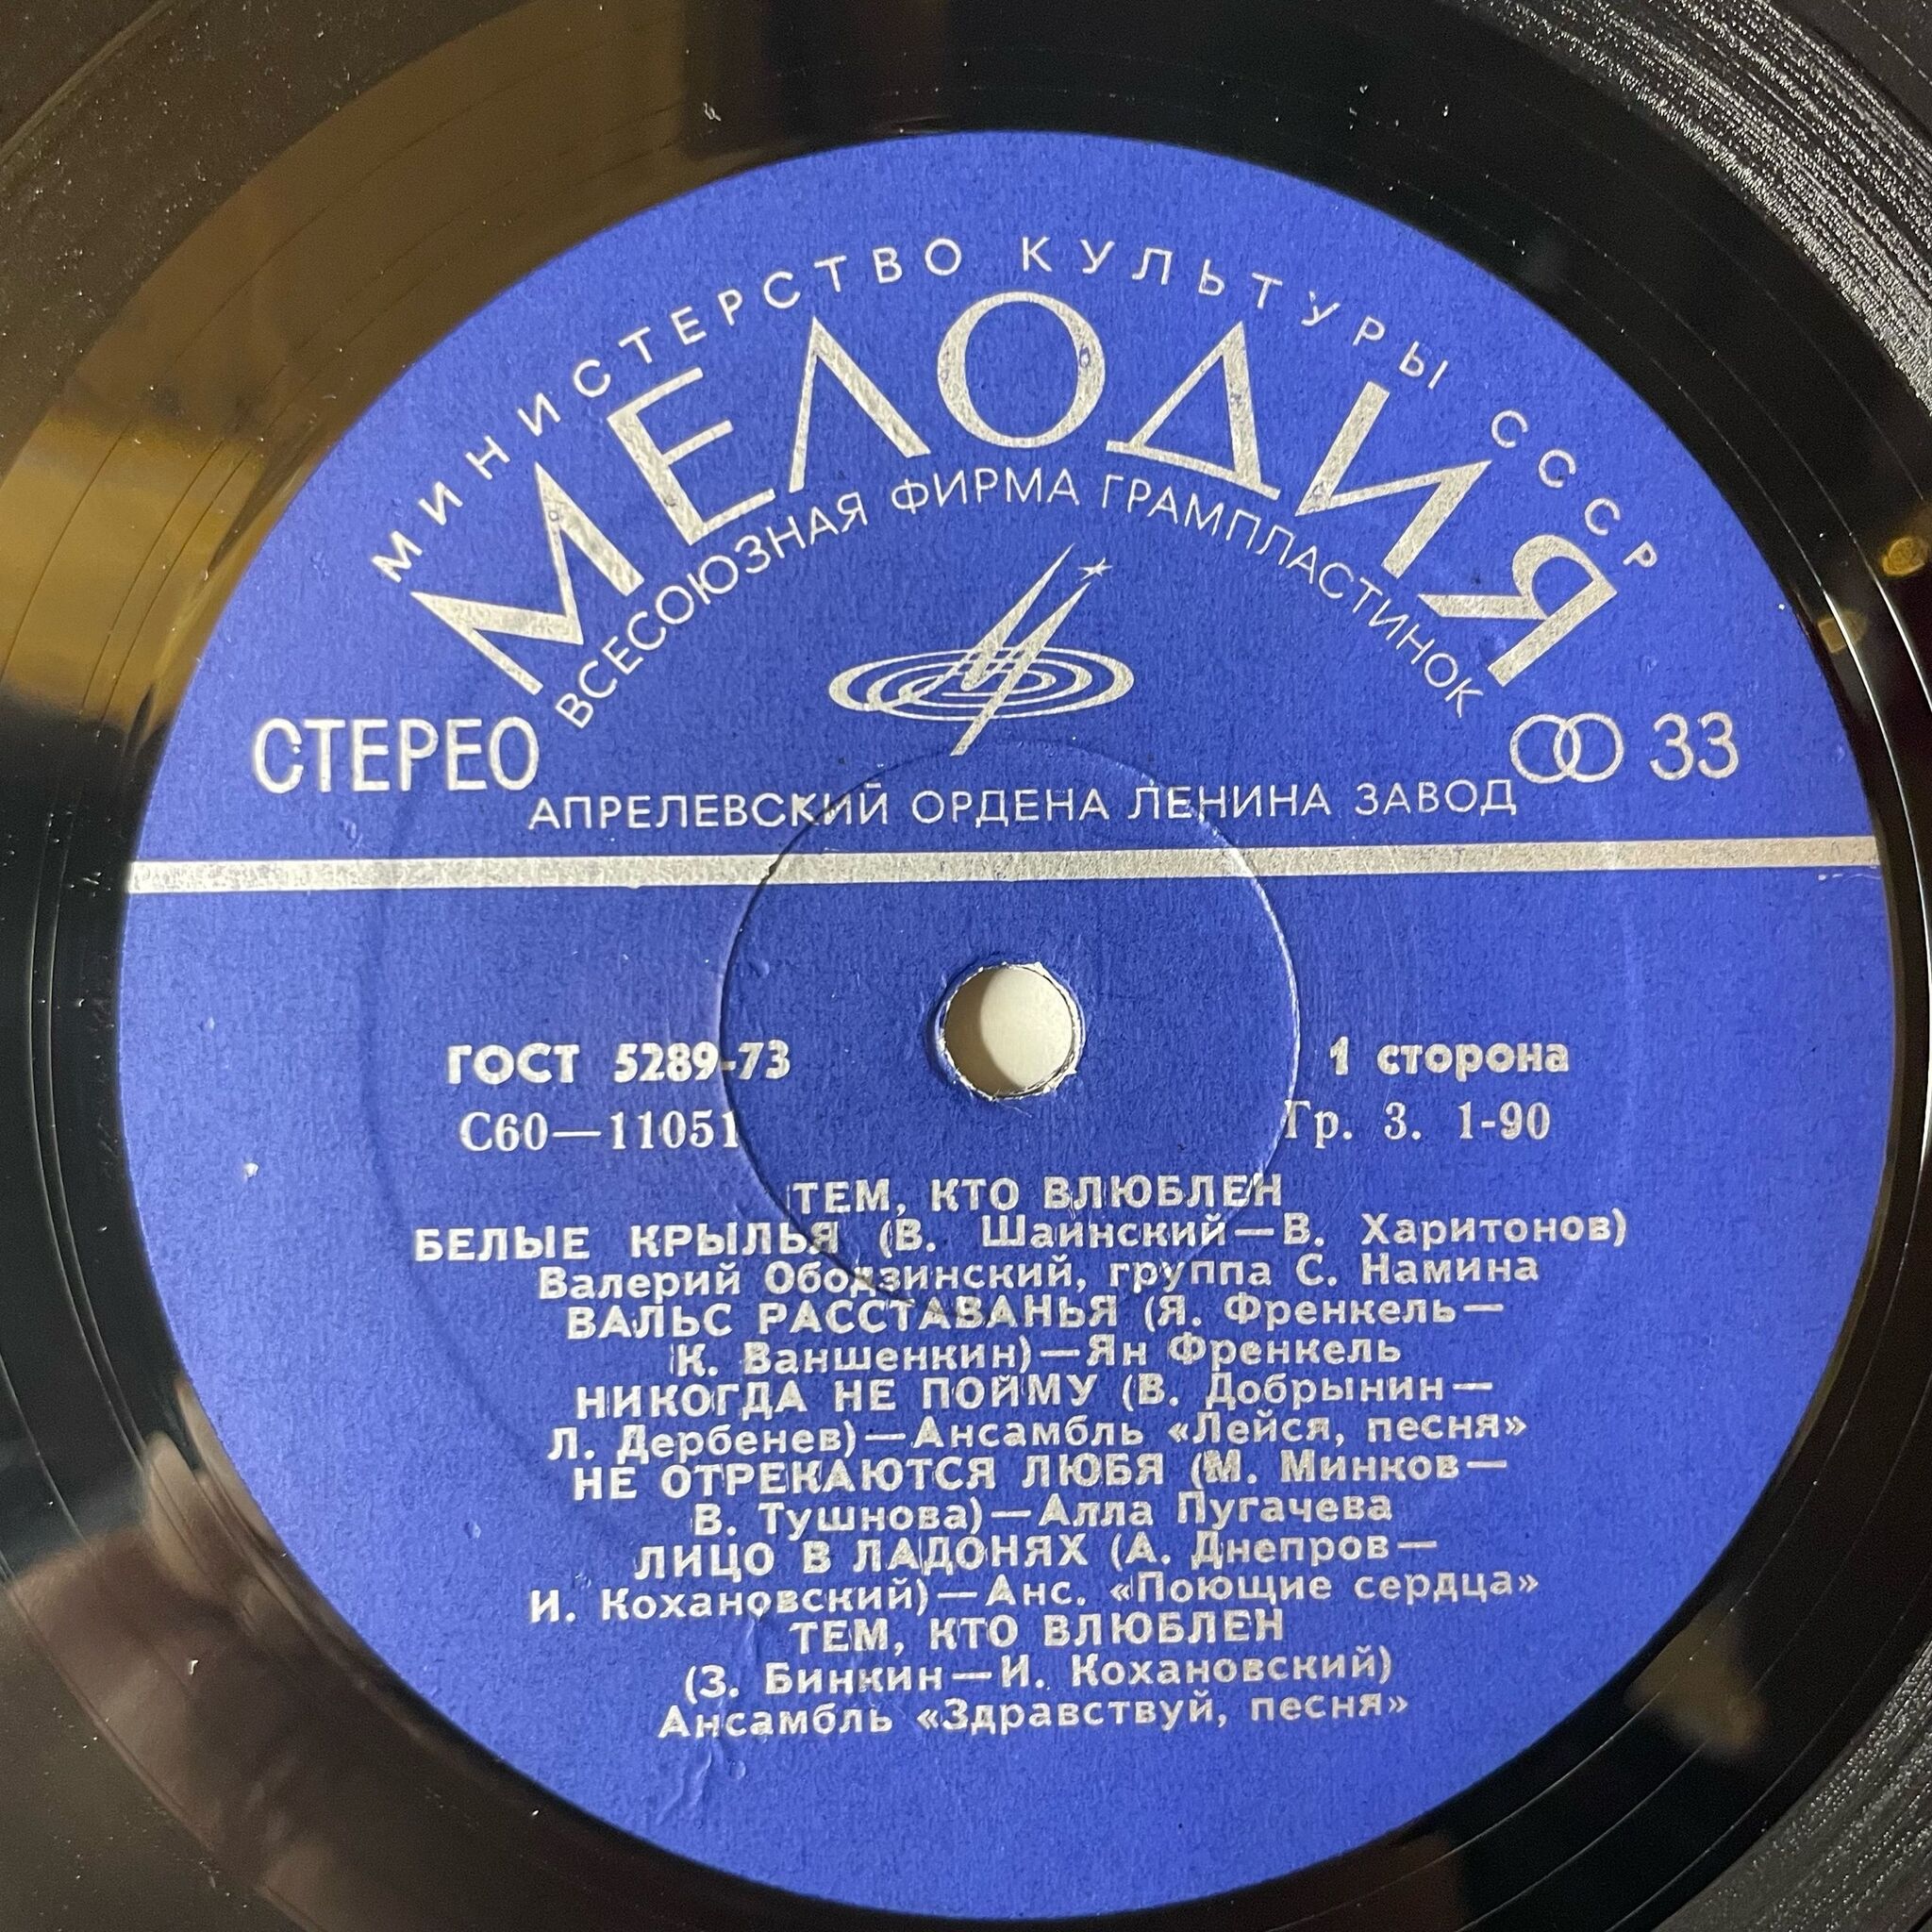 МИНИСТЕРСТВО КУЛЬТУРЫ СССР
МЕЛОДИЯ
ВСЕСОЮЗНАЯ ФИРМА ГРАМПЛАСТИНОК
СТЕРЕО
33
АПРЕЛЕВСКИЙ ОРДЕНА ЛЕНИНА ЗАВОД
ГОСТ 5289-73
1 сторона
С60—11051
Гр. 3. 1-90
ТЕМ, КТО ВЛЮБЛЕН
БЕЛЫЕ КРЫЛЬЯ (В. Шаинский—В. Харитонов)
Валерий Ободзинский, группа С. Намина
ВАЛЬС РАССТАВАНЬЯ (Я. Френкель—
К. Ваншенкин)—Ян Френкель
НИКОГДА НЕ ПОЙМУ (В. Добрынин—
Л. Дербенев)—Ансамбль «Лейся, песня»
НЕ ОТРЕКАЮТСЯ ЛЮБЯ (М. Минков—
В. Тушнова)—Алла Пугачева
ЛИЦО В ЛАДОНЯХ (А. Днепров—
И. Кохановский)—Анс. «Поющие сердца»
ТЕМ, КТО ВЛЮБЛЕН
(З. Бинкин—И. Кохановский)
Ансамбль «Здравствуй, песня»